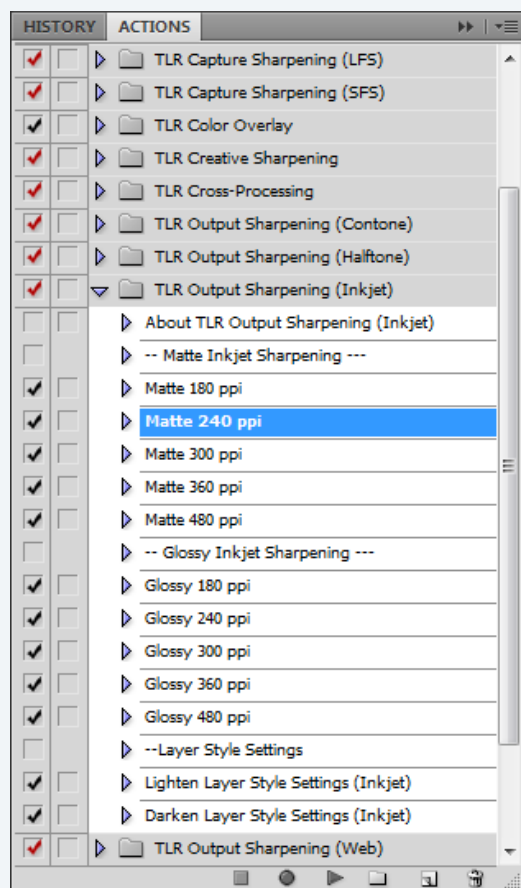 HISTORY ACTIONS
TLR Capture Sharpening (LFS)
TLR Capture Sharpening (SFS)
TLR Color Overlay
TLR Creative Sharpening
TLR Cross-Processing
TLR Output Sharpening (Contone)
TLR Output Sharpening (Halftone)
TLR Output Sharpening (Inkjet)
About TLR Output Sharpening (Inkjet)
-- Matte Inkjet Sharpening ---
Matte 180 ppi
Matte 240 ppi
Matte 300 ppi
Matte 360 ppi
Matte 480 ppi
-- Glossy Inkjet Sharpening ---
Glossy 180 ppi
Glossy 240 ppi
Glossy 300 ppi
Glossy 360 ppi
Glossy 480 ppi
--Layer Style Settings
Lighten Layer Style Settings (Inkjet)
Darken Layer Style Settings (Inkjet)
TLR Output Sharpening (Web)